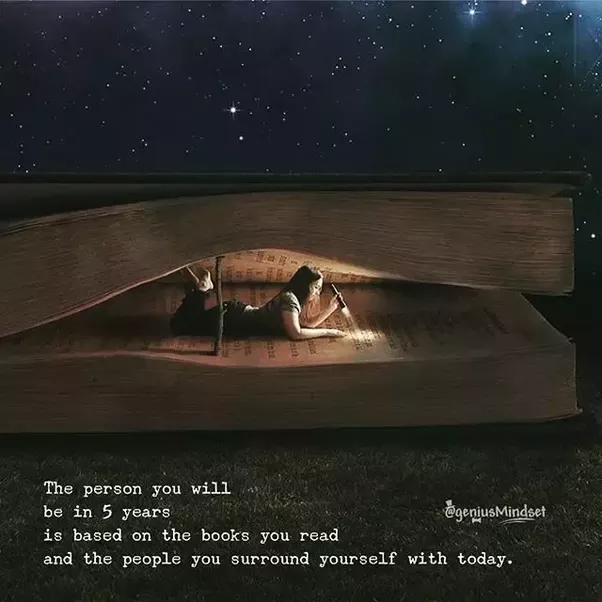 The person you will
be in 5 years
@geniusMindset
is based on the books you read
and the people you surround yourself with today.